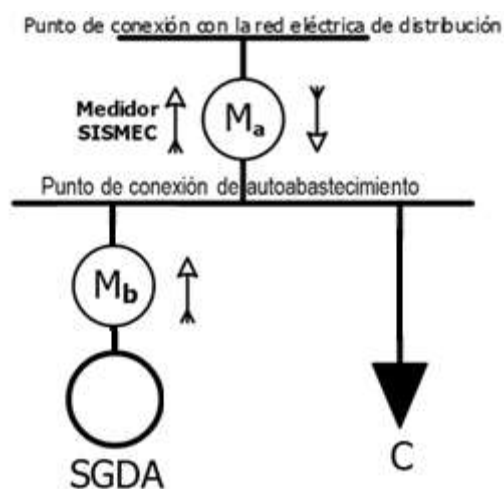 Punto de conexión con la red eléctrica de distribución
Medidor
SISMEC
Ma
Punto de conexión de autoabastecimiento
Mb
SGDA
C